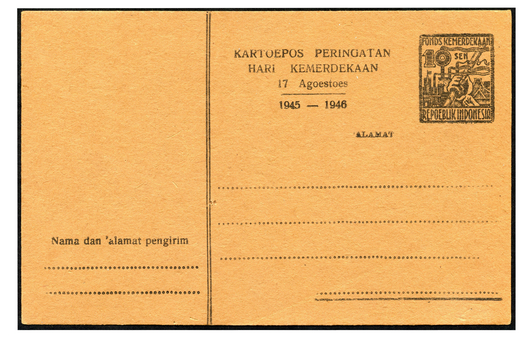 KARTOEPOS PERINGATAN
HARI KEMERDEKAAN
17 Agoestoes
1945 — 1946
FONDS KEMERDEKAAN
10 SEN
REPOEBLIK INDONESIA
ALAMAT
Nama dan 'alamat pengirim